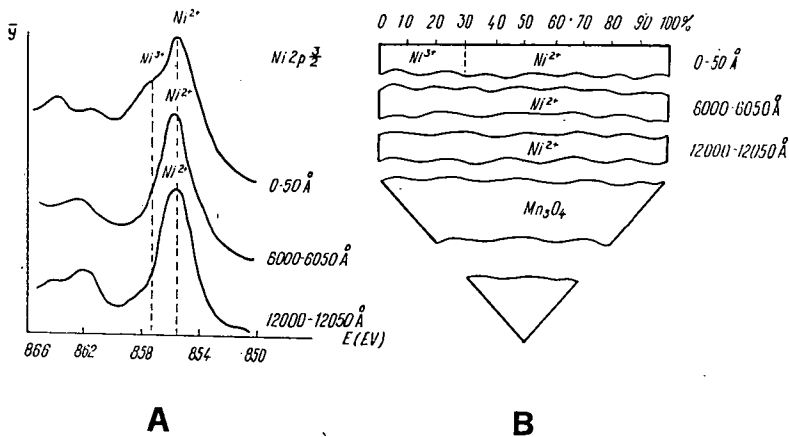 ȳ
Ni²⁺
Ni³⁺
Ni 2p 3/2
Ni²⁺
Ni²⁺
0-50 Å
6000-6050 Å
12000-12050 Å
866 862 858 854 850
E(EV)
A
0 10 20 30 40 50 60 70 80 90 100%
Ni³⁺ Ni²⁺ 0-50 Å
Ni²⁺ 6000-6050 Å
Ni²⁺ 12000-12050 Å
Mn₃O₄
B